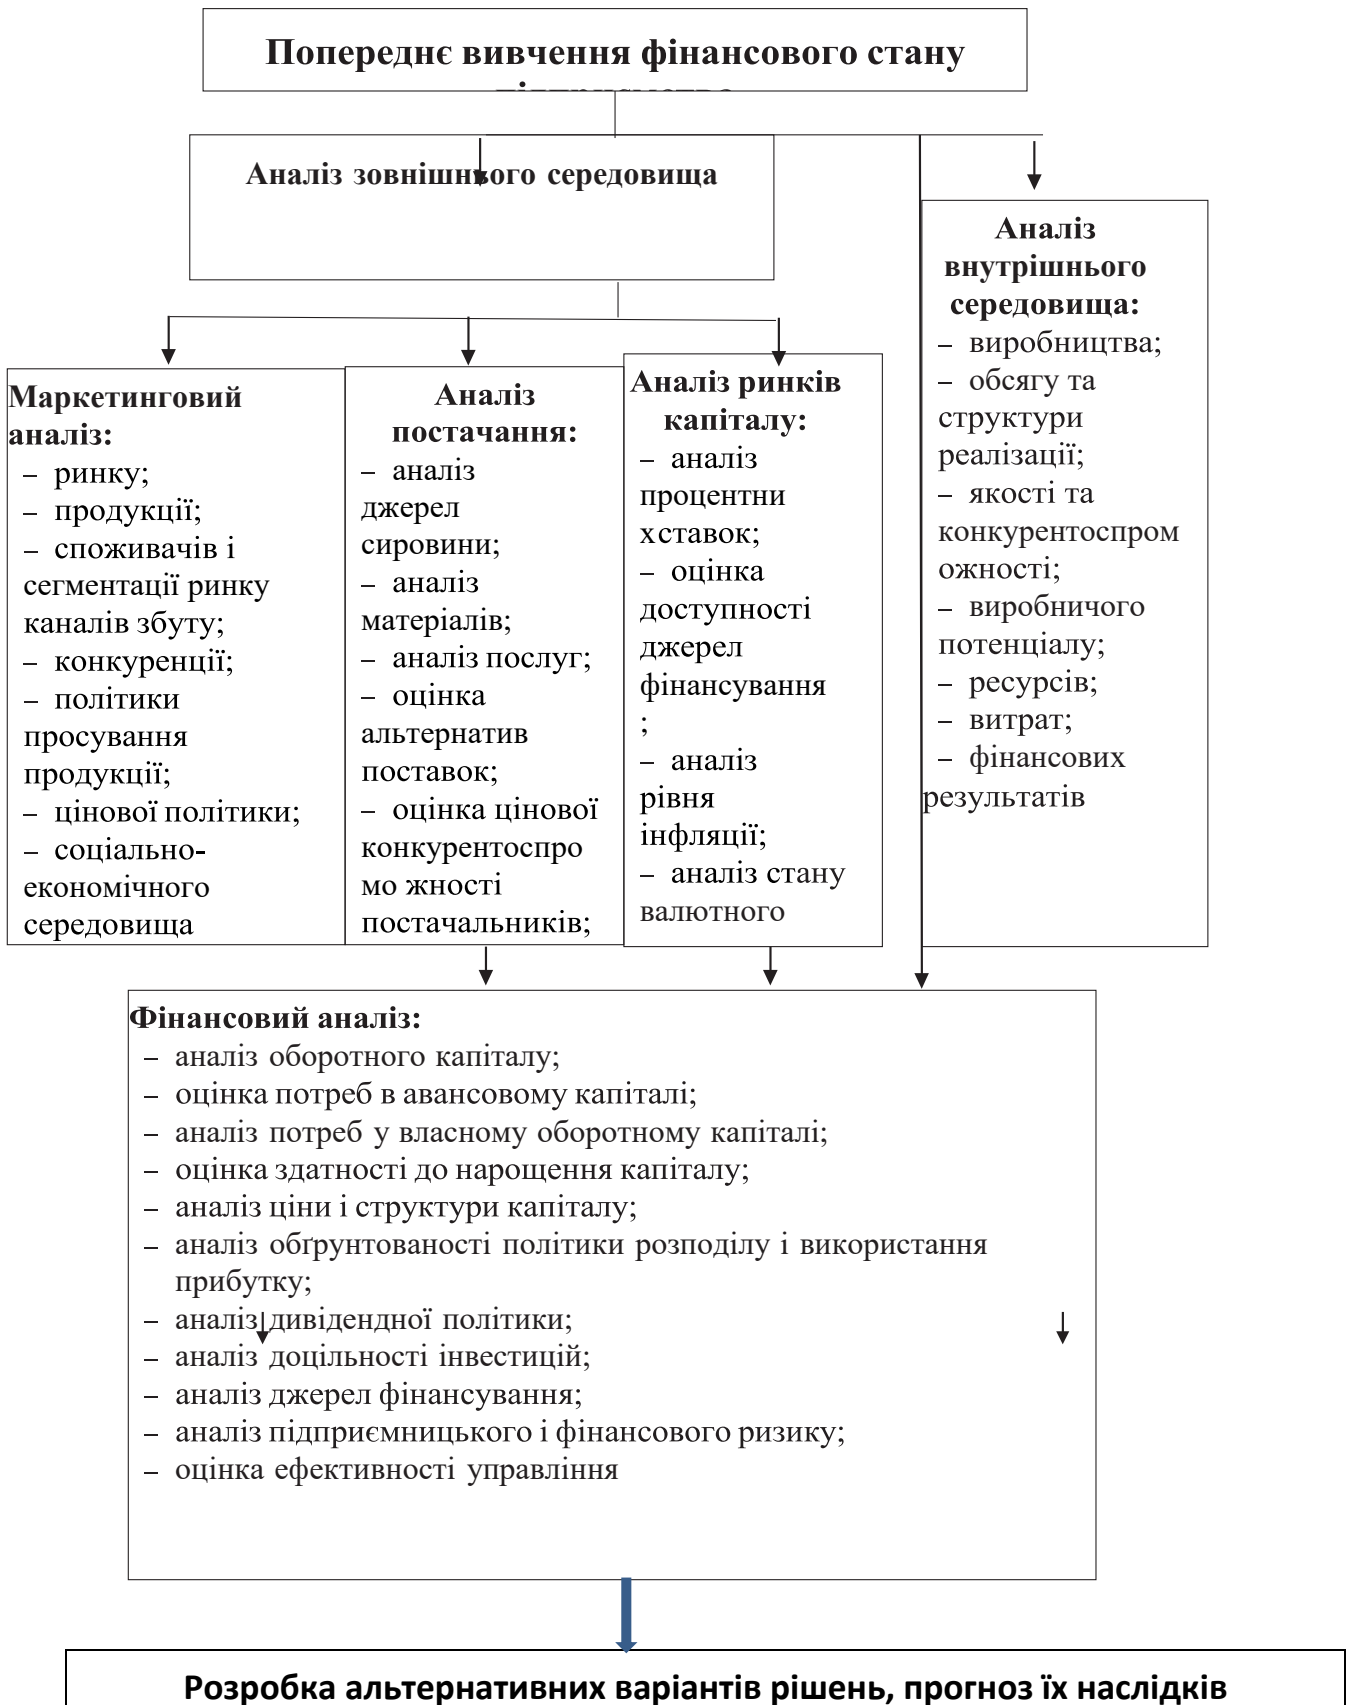 Попереднє вивчення фінансового стану
Аналіз зовнішнього середовища
Аналіз
внутрішнього
середовища:
– виробництва;
– обсягу та
структури
реалізації;
– якості та
конкурентоспром
ожності;
– виробничого
потенціалу;
– ресурсів;
– витрат;
– фінансових
результатів
Маркетинговий
аналіз:
– ринку;
– продукції;
– споживачів і
сегментації ринку
каналів збуту;
– конкуренції;
– політики
просування
продукції;
– цінової політики;
– соціально-
економічного
середовища
Аналіз
постачання:
– аналіз
джерел
сировини;
– аналіз
матеріалів;
– аналіз послуг;
– оцінка
альтернатив
поставок;
– оцінка цінової
конкурентоспро
мо жності
постачальників;
Аналіз ринків
капіталу:
– аналіз
процентни
хставок;
– оцінка
доступності
джерел
фінансування
;
– аналіз
рівня
інфляції;
– аналіз стану
валютного
Фінансовий аналіз:
– аналіз оборотного капіталу;
– оцінка потреб в авансовому капіталі;
– аналіз потреб у власному оборотному капіталі;
– оцінка здатності до нарощення капіталу;
– аналіз ціни і структури капіталу;
– аналіз обґрунтованості політики розподілу і використання
прибутку;
– аналіз дивідендної політики;
– аналіз доцільності інвестицій;
– аналіз джерел фінансування;
– аналіз підприємницького і фінансового ризику;
– оцінка ефективності управління
Розробка альтернативних варіантів рішень, прогноз їх наслідків